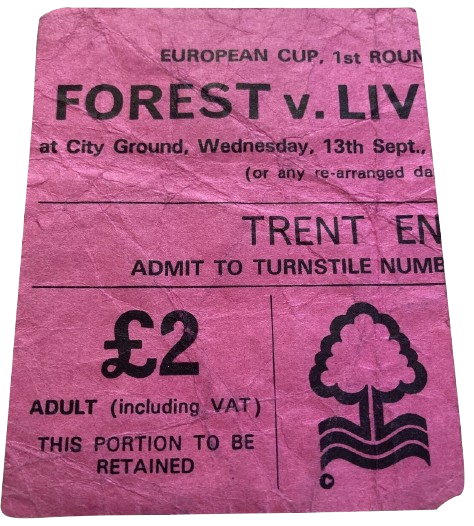 EUROPEAN CUP, 1st ROUN
FOREST v. LIV
at City Ground, Wednesday, 13th Sept.,
(or any re-arranged da
TRENT EN
ADMIT TO TURNSTILE NUMB
£2
ADULT (including VAT)
THIS PORTION TO BE
RETAINED
©